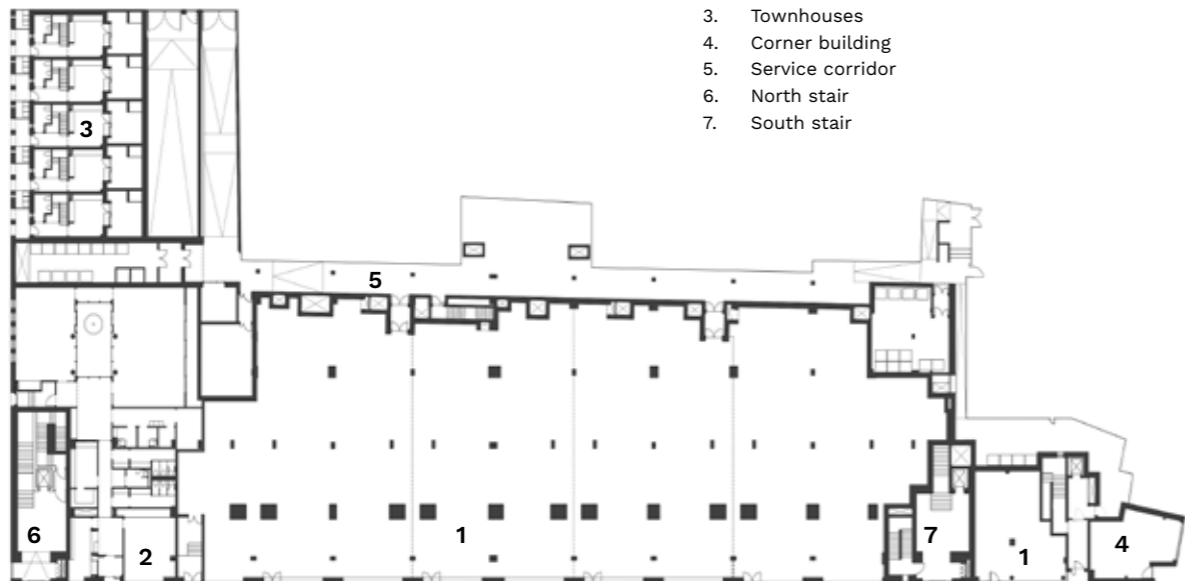 3. Townhouses
4. Corner building
5. Service corridor
6. North stair
7. South stair
3
5
6
2
1
7
1
4